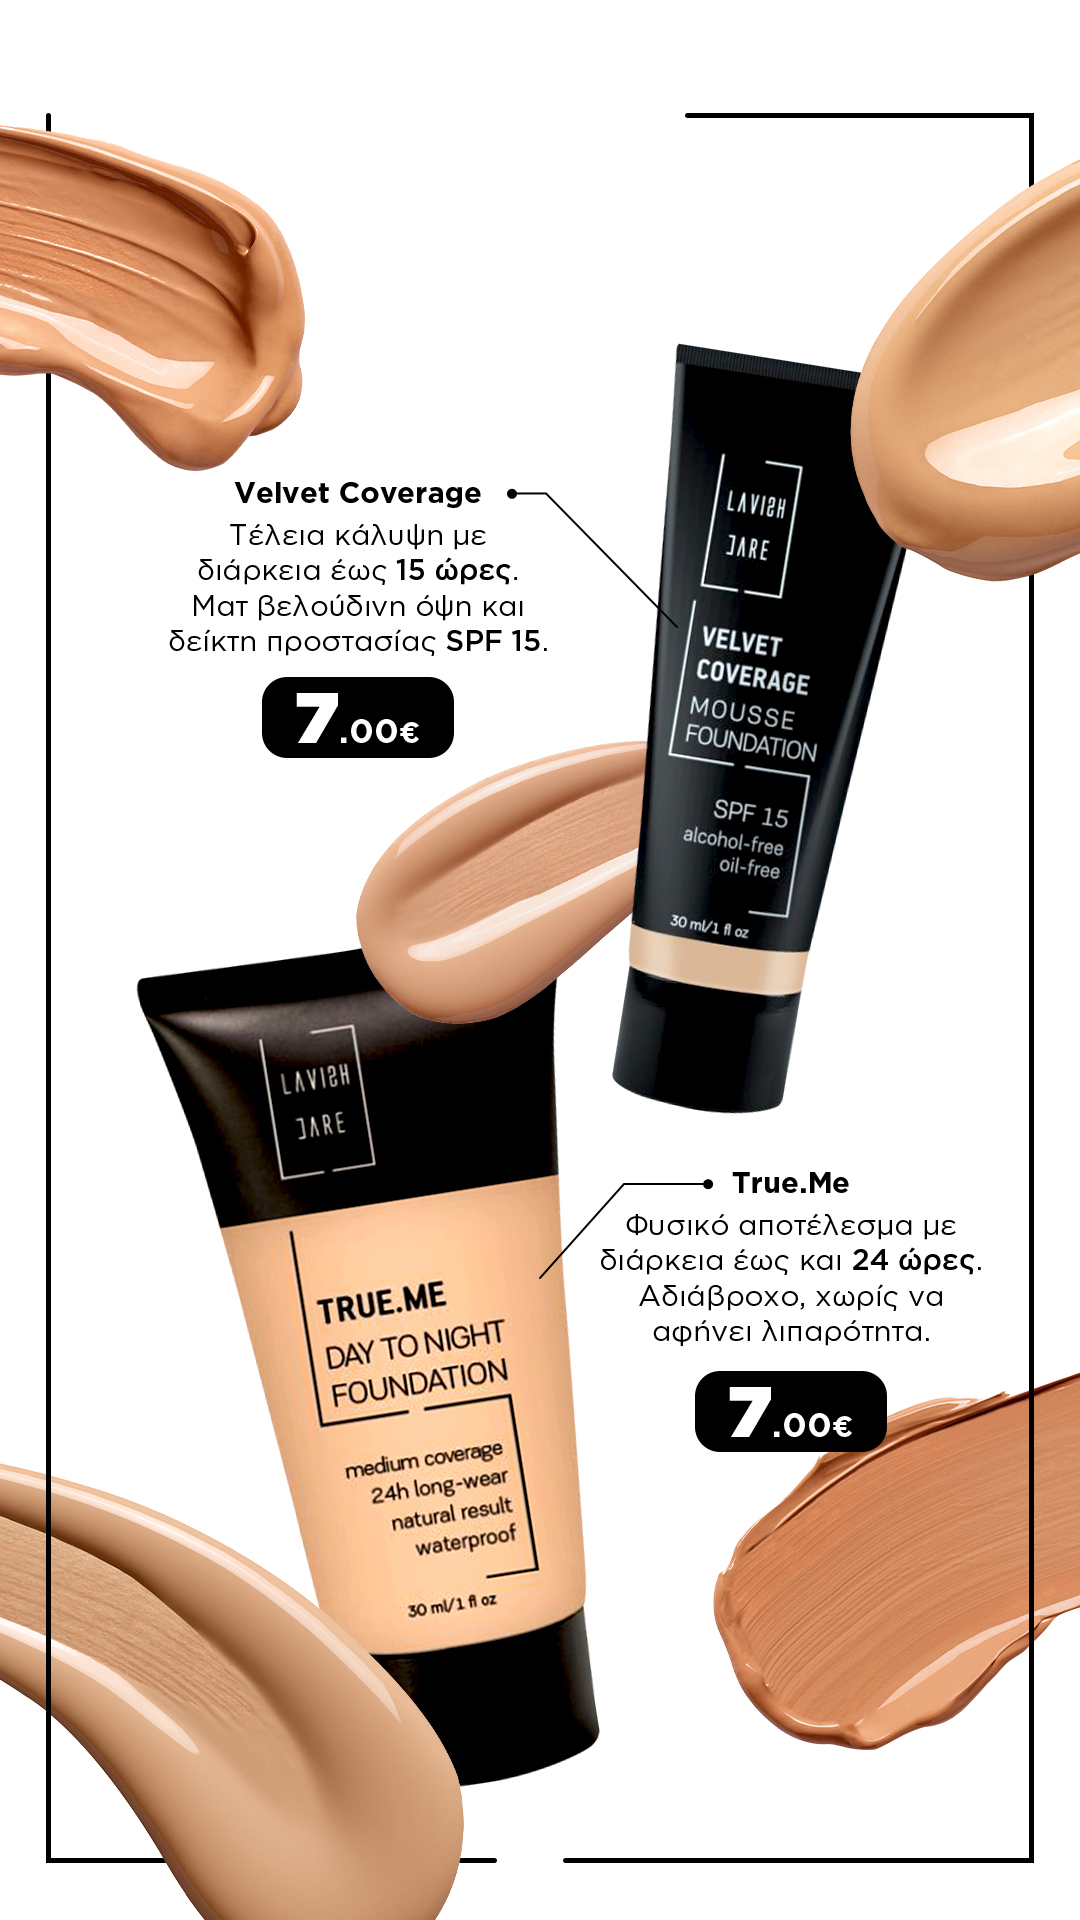 Velvet Coverage
Τέλεια κάλυψη με
διάρκεια έως 15 ώρες.
Ματ βελούδινη όψη και
δείκτη προστασίας SPF 15.
7.00€
LAVISH
CARE
VELVET
COVERAGE
MOUSSE
FOUNDATION
SPF 15
alcohol-free
oil-free
30 ml/1 fl oz
LAVISH
CARE
TRUE.ME
DAY TO NIGHT
FOUNDATION
medium coverage
24h long-wear
natural result
waterproof
30 ml/1 fl oz
True.Me
Φυσικό αποτέλεσμα με
διάρκεια έως και 24 ώρες.
Αδιάβροχο, χωρίς να
αφήνει λιπαρότητα.
7.00€